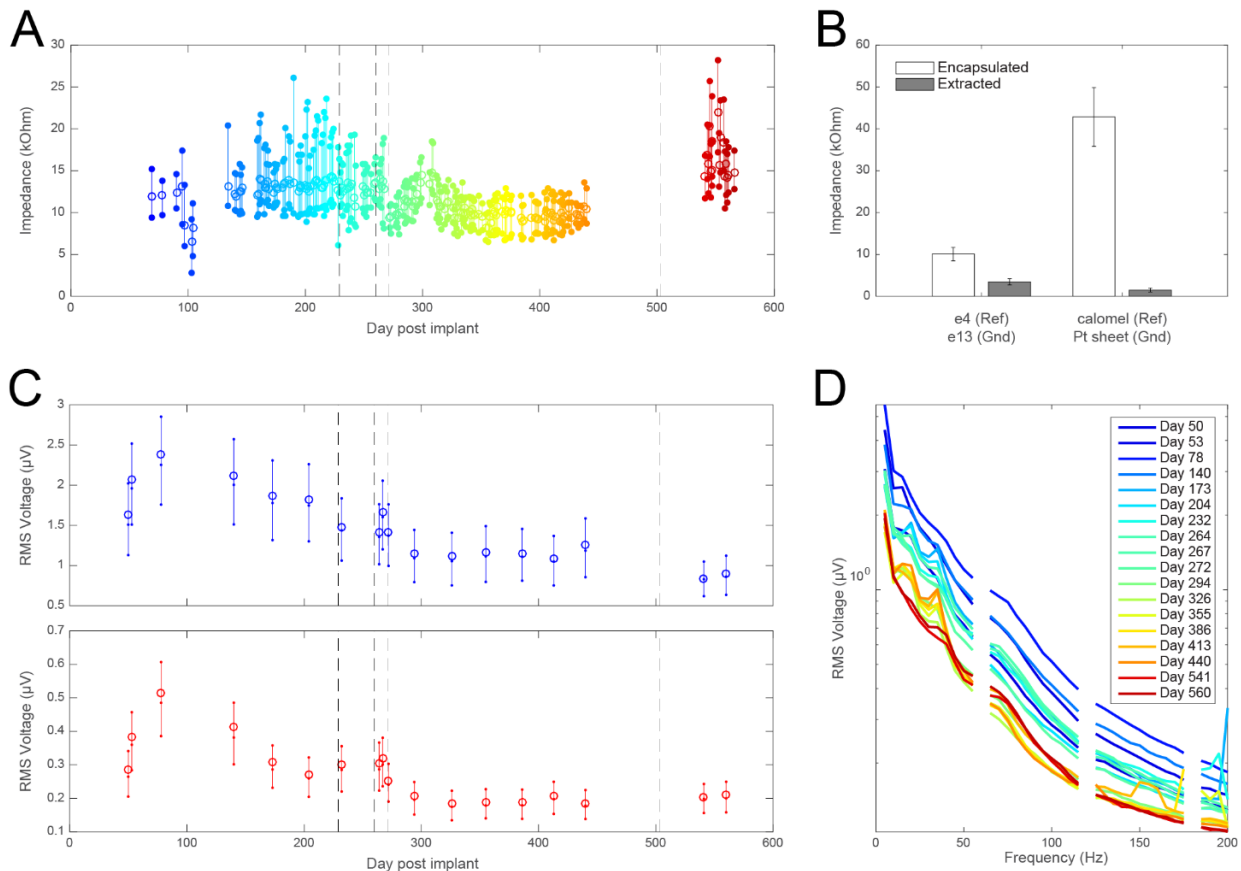 A
30
25
20
15
10
5
0
Impedance (kOhm)
0 100 200 300 400 500 600
Day post implant
B
60
50
40
30
20
10
0
Impedance (kOhm)
Encapsulated
Extracted
e4 (Ref) calomel (Ref)
e13 (Gnd) Pt sheet (Gnd)
C
3
2.5
2
1.5
1
0.5
RMS Voltage (µV)
0.7
0.6
0.5
0.4
0.3
0.2
0.1
RMS Voltage (µV)
0 100 200 300 400 500 600
Day post implant
D
10⁰
RMS Voltage (µV)
Day 50
Day 53
Day 78
Day 140
Day 173
Day 204
Day 232
Day 264
Day 267
Day 272
Day 294
Day 326
Day 355
Day 386
Day 413
Day 440
Day 541
Day 560
0 50 100 150 200
Frequency (Hz)